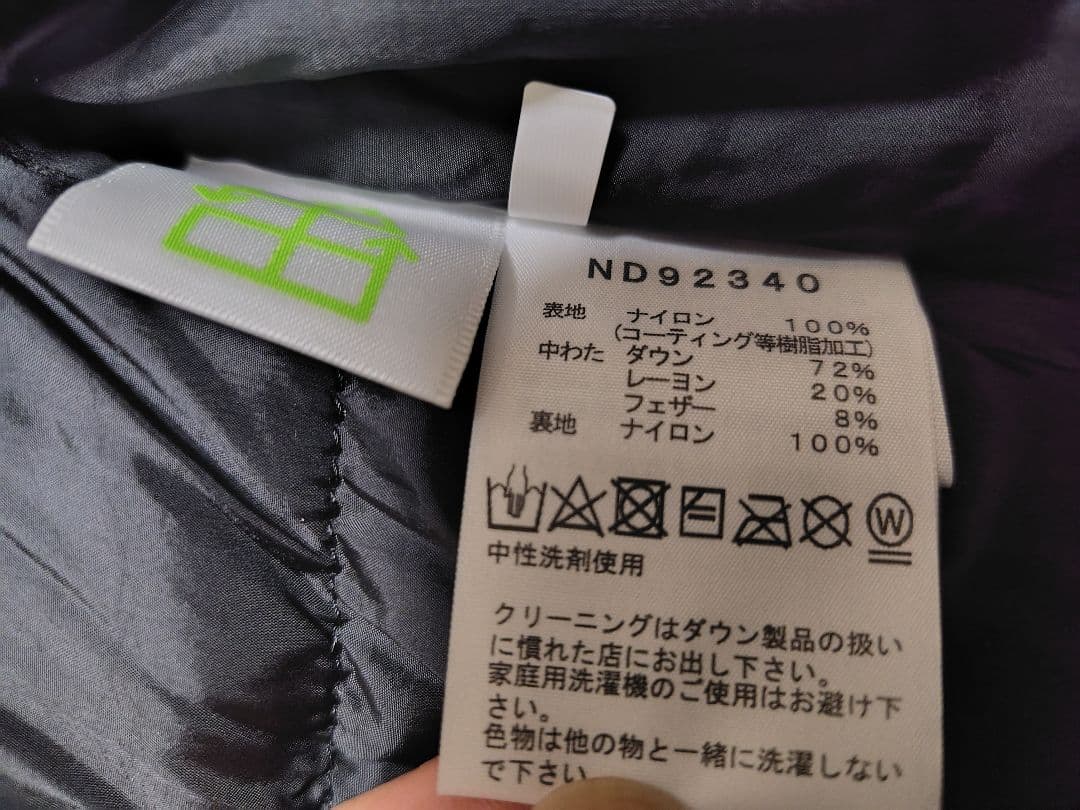 ND92340
表地 ナイロン 100%
(コーティング等樹脂加工)
中わた ダウン 72%
レーヨン 20%
フェザー 8%
裏地 ナイロン 100%
W
中性洗剤使用
クリーニングはダウン製品の扱い
に慣れた店にお出し下さい。
家庭用洗濯機のご使用はお避け下
さい。
色物は他の物と一緒に洗濯しない
で下さい